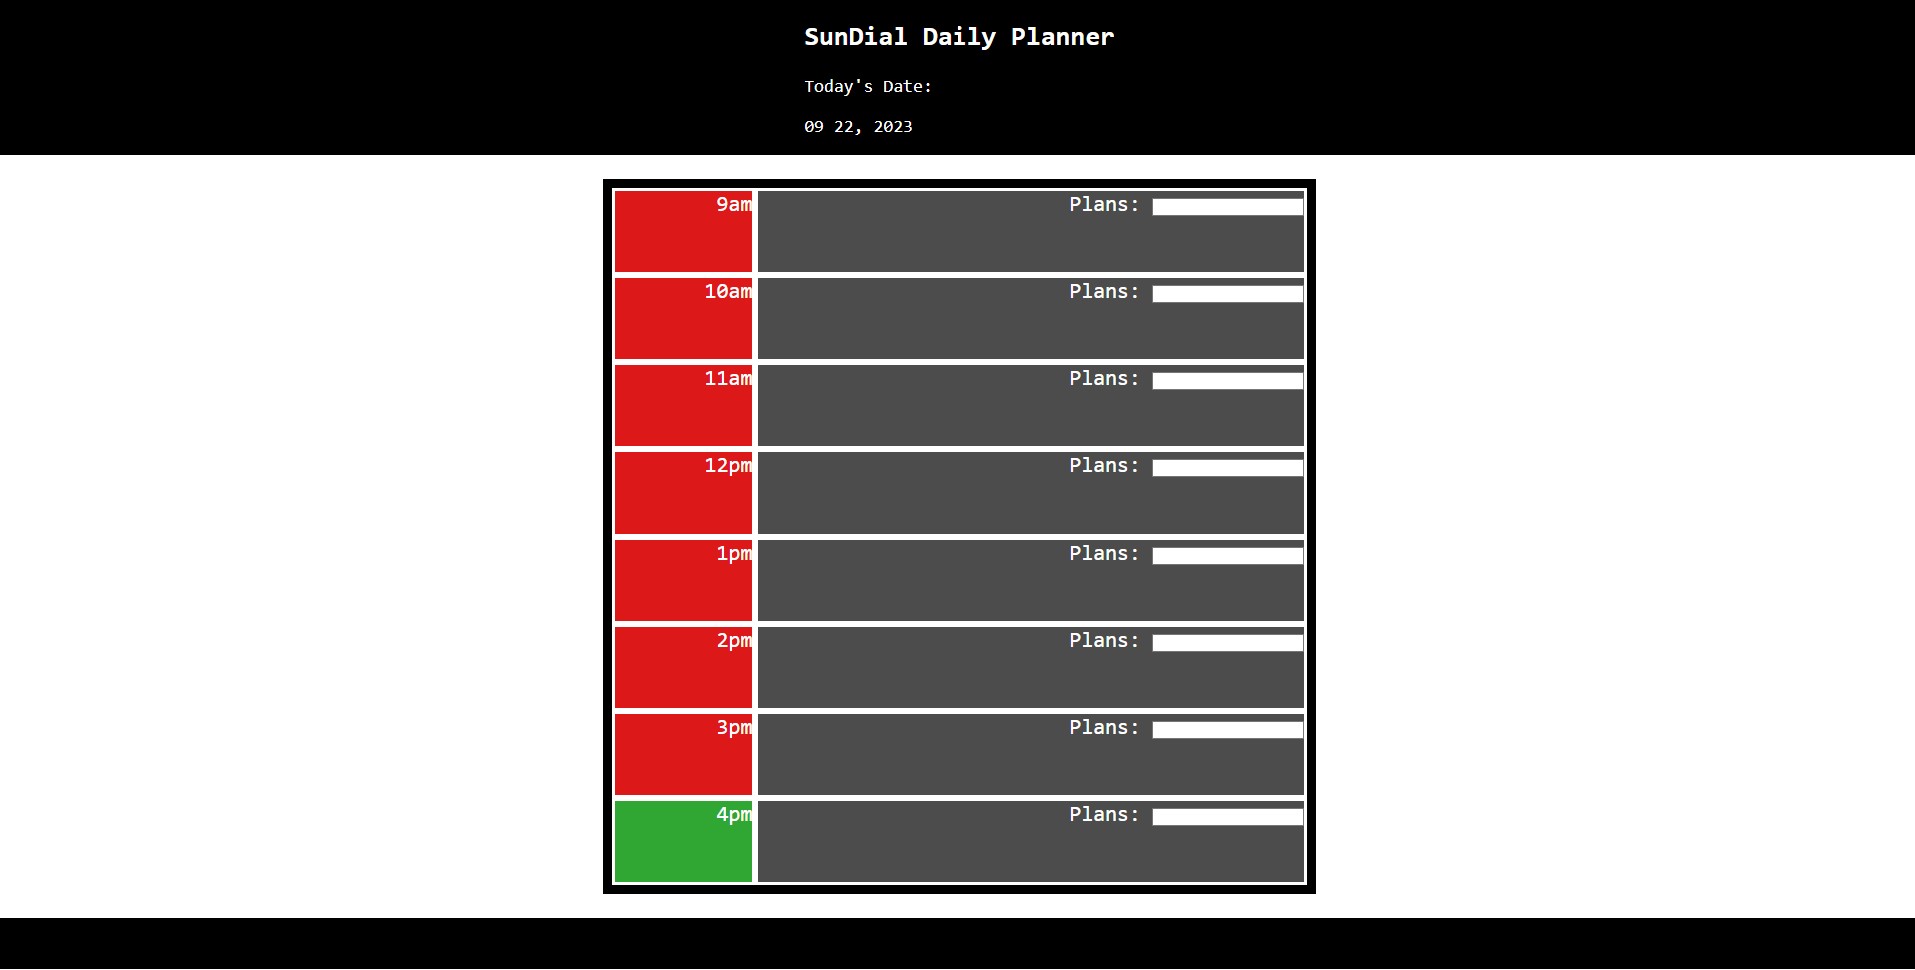 SunDial Daily Planner
Today's Date:
09 22, 2023
9am Plans:
10am Plans:
11am Plans:
12pm Plans:
1pm Plans:
2pm Plans:
3pm Plans:
4pm Plans: